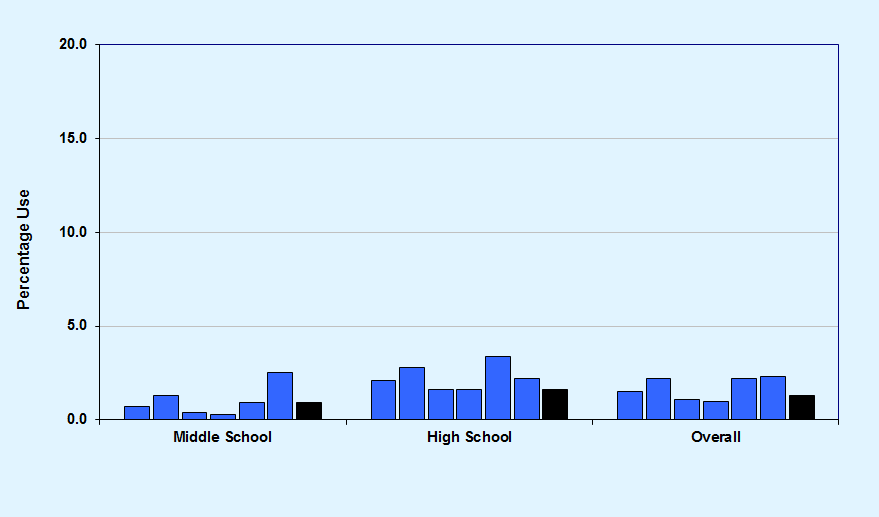 20.0
15.0
10.0
5.0
0.0
Percentage Use
Middle School
High School
Overall